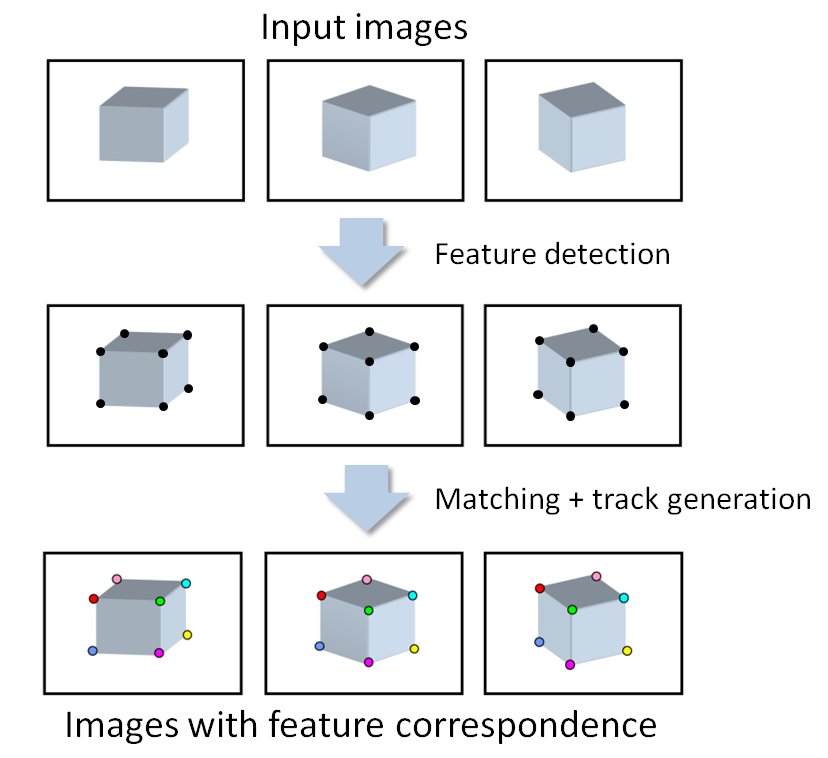 Input images
Feature detection
Matching + track generation
Images with feature correspondence